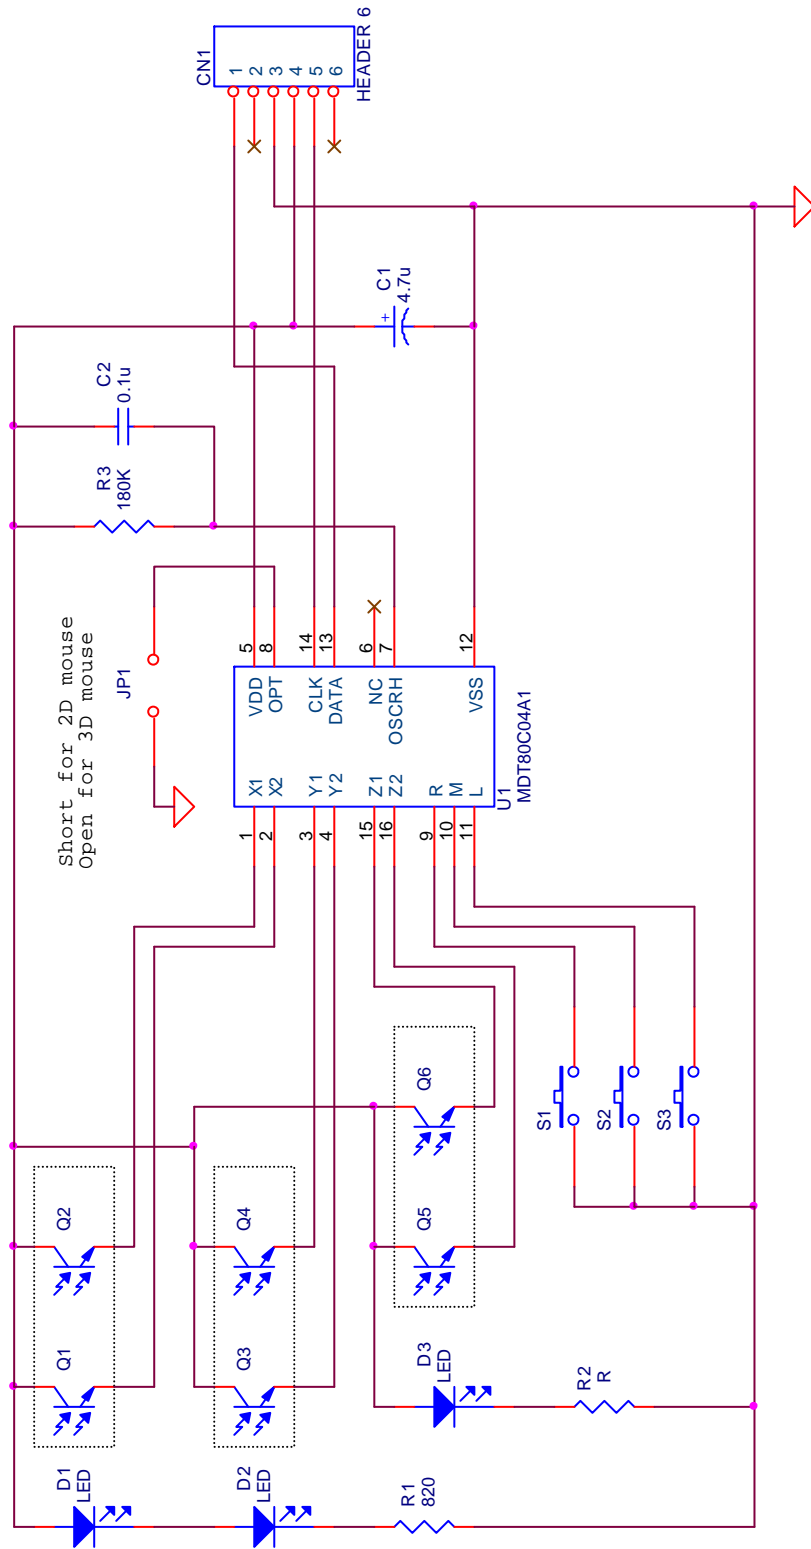 CN1
1
2
3
4
5
6
HEADER 6
C1
4.7u
C2
0.1u
R3
180K
Short for 2D mouse
Open for 3D mouse
JP1
5
8
14
13
6
7
12
VDD
OPT
CLK
DATA
NC
OSCRH
VSS
X1
X2
Y1
Y2
Z1
Z2
R
M
L
U1
MDT80C04A1
1
2
3
4
15
16
9
10
11
Q2
Q1
Q4
Q3
Q6
Q5
S1
S2
S3
D1
LED
D2
LED
D3
LED
R1
820
R2
R
+